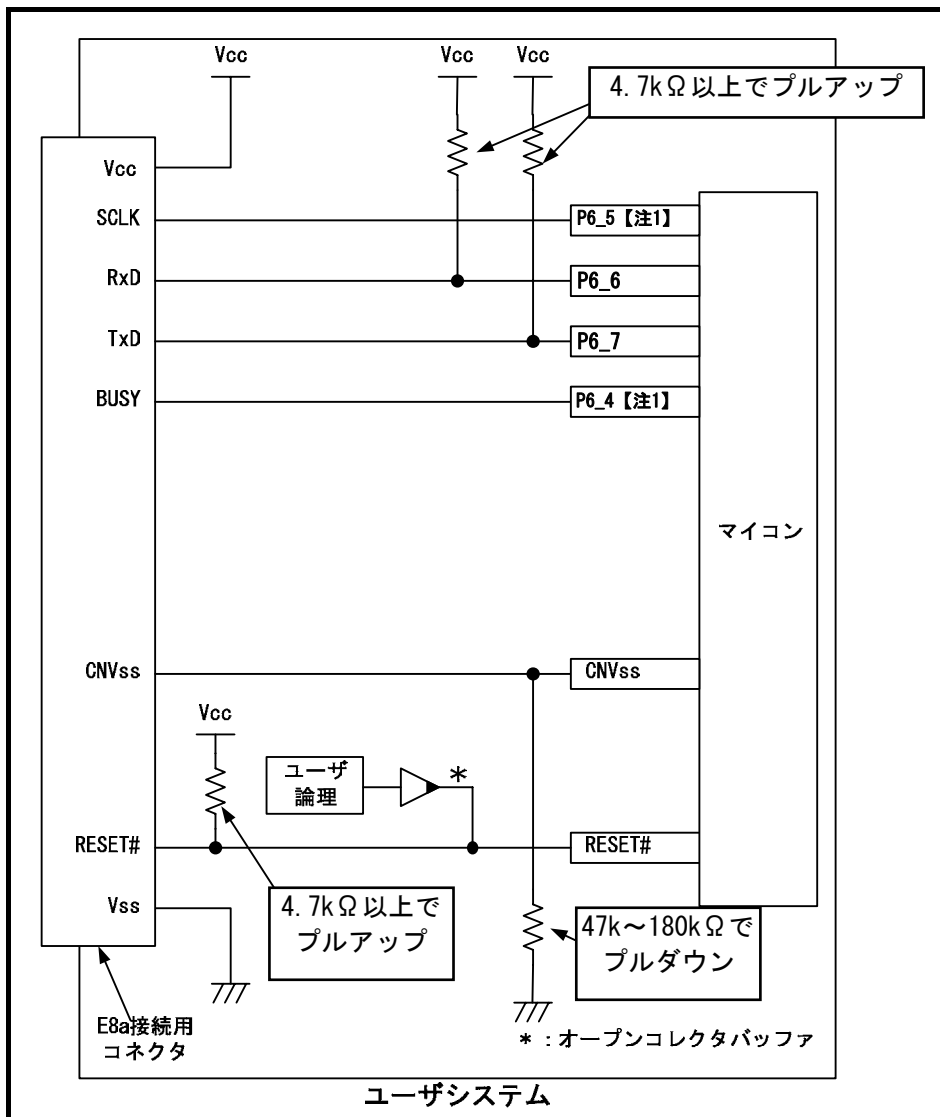 Vcc
Vcc
Vcc
4.7kΩ以上でプルアップ
Vcc
SCLK
P6_5【注1】
RxD
P6_6
TxD
P6_7
BUSY
P6_4【注1】
マイコン
CNVss
CNVss
Vcc
ユーザ
論理
*
RESET#
RESET#
Vss
4.7kΩ以上で
プルアップ
47k～180kΩで
プルダウン
E8a接続用
コネクタ
*：オープンコレクタバッファ
ユーザシステム